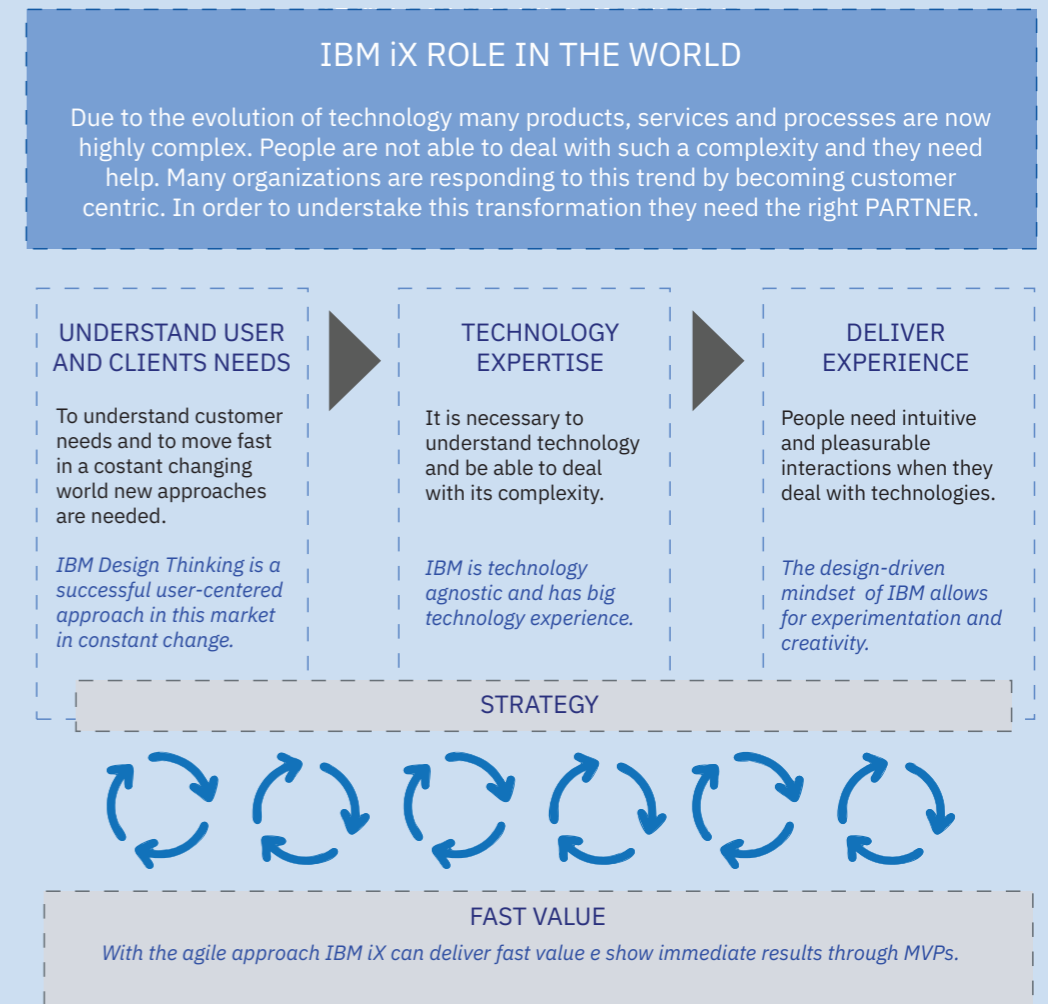 IBM iX ROLE IN THE WORLD
Due to the evolution of technology many products, services and processes are now
highly complex. People are not able to deal with such a complexity and they need
help. Many organizations are responding to this trend by becoming customer
centric. In order to understake this transformation they need the right PARTNER.
UNDERSTAND USER
AND CLIENTS NEEDS
To understand customer
needs and to move fast
in a costant changing
world new approaches
are needed.
IBM Design Thinking is a
successful user-centered
approach in this market
in constant change.
TECHNOLOGY
EXPERTISE
It is necessary to
understand technology
and be able to deal
with its complexity.
IBM is technology
agnostic and has big
technology experience.
DELIVER
EXPERIENCE
People need intuitive
and pleasurable
interactions when they
deal with technologies.
The design-driven
mindset of IBM allows
for experimentation and
creativity.
STRATEGY
FAST VALUE
With the agile approach IBM iX can deliver fast value e show immediate results through MVPs.